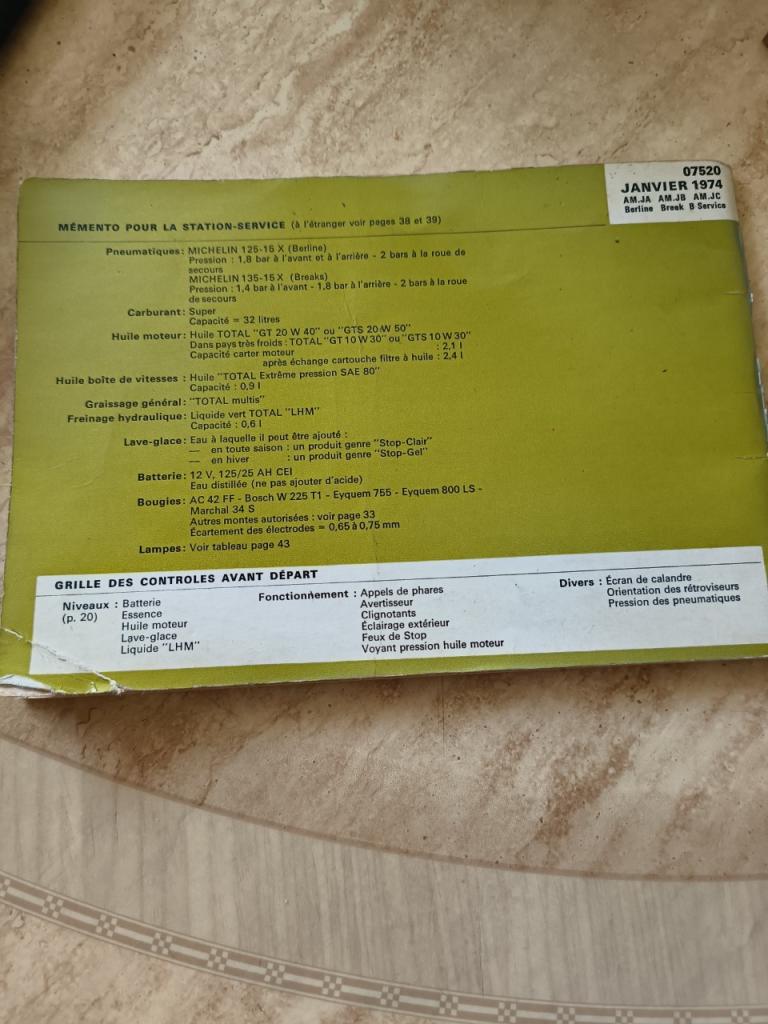 07520
JANVIER 1974
AM.JA AM.JB AM.JC
Berline Break B Service
MÉMENTO POUR LA STATION-SERVICE (à l'étranger voir pages 38 et 39)
Pneumatiques : MICHELIN 125-15 X (Berline)
Pression : 1,8 bar à l'avant et à l'arrière - 2 bars à la roue de
secours
MICHELIN 135-15 X (Breaks)
Pression : 1,4 bar à l'avant - 1,8 bar à l'arrière - 2 bars à la roue
de secours
Carburant : Super
Capacité = 32 litres
Huile moteur : Huile TOTAL "GT 20 W 40" ou "GTS 20 W 50"
Dans pays très froids : TOTAL "GT 10 W 30" ou "GTS 10 W 30"
Capacité carter moteur : 2,1 l
après échange cartouche filtre à huile : 2,4 l
Huile boîte de vitesses : Huile "TOTAL Extrême pression SAE 80"
Capacité : 0,9 l
Graissage général : "TOTAL multis"
Freinage hydraulique : Liquide vert TOTAL "LHM"
Capacité : 0,6 l
Lave-glace : Eau à laquelle il peut être ajouté :
— en toute saison : un produit genre "Stop-Clair"
— en hiver : un produit genre "Stop-Gel"
Batterie : 12 V, 125/25 AH CEI
Eau distillée (ne pas ajouter d'acide)
Bougies : AC 42 FF - Bosch W 225 T1 - Eyquem 755 - Eyquem 800 LS -
Marchal 34 S
Autres montes autorisées : voir page 33
Écartement des électrodes = 0,65 à 0,75 mm
Lampes : Voir tableau page 43
GRILLE DES CONTROLES AVANT DÉPART
Niveaux : Batterie
(p. 20) Essence
Huile moteur
Lave-glace
Liquide "LHM"
Fonctionnement : Appels de phares
Avertisseur
Clignotants
Éclairage extérieur
Feux de Stop
Voyant pression huile moteur
Divers : Écran de calandre
Orientation des rétroviseurs
Pression des pneumatiques